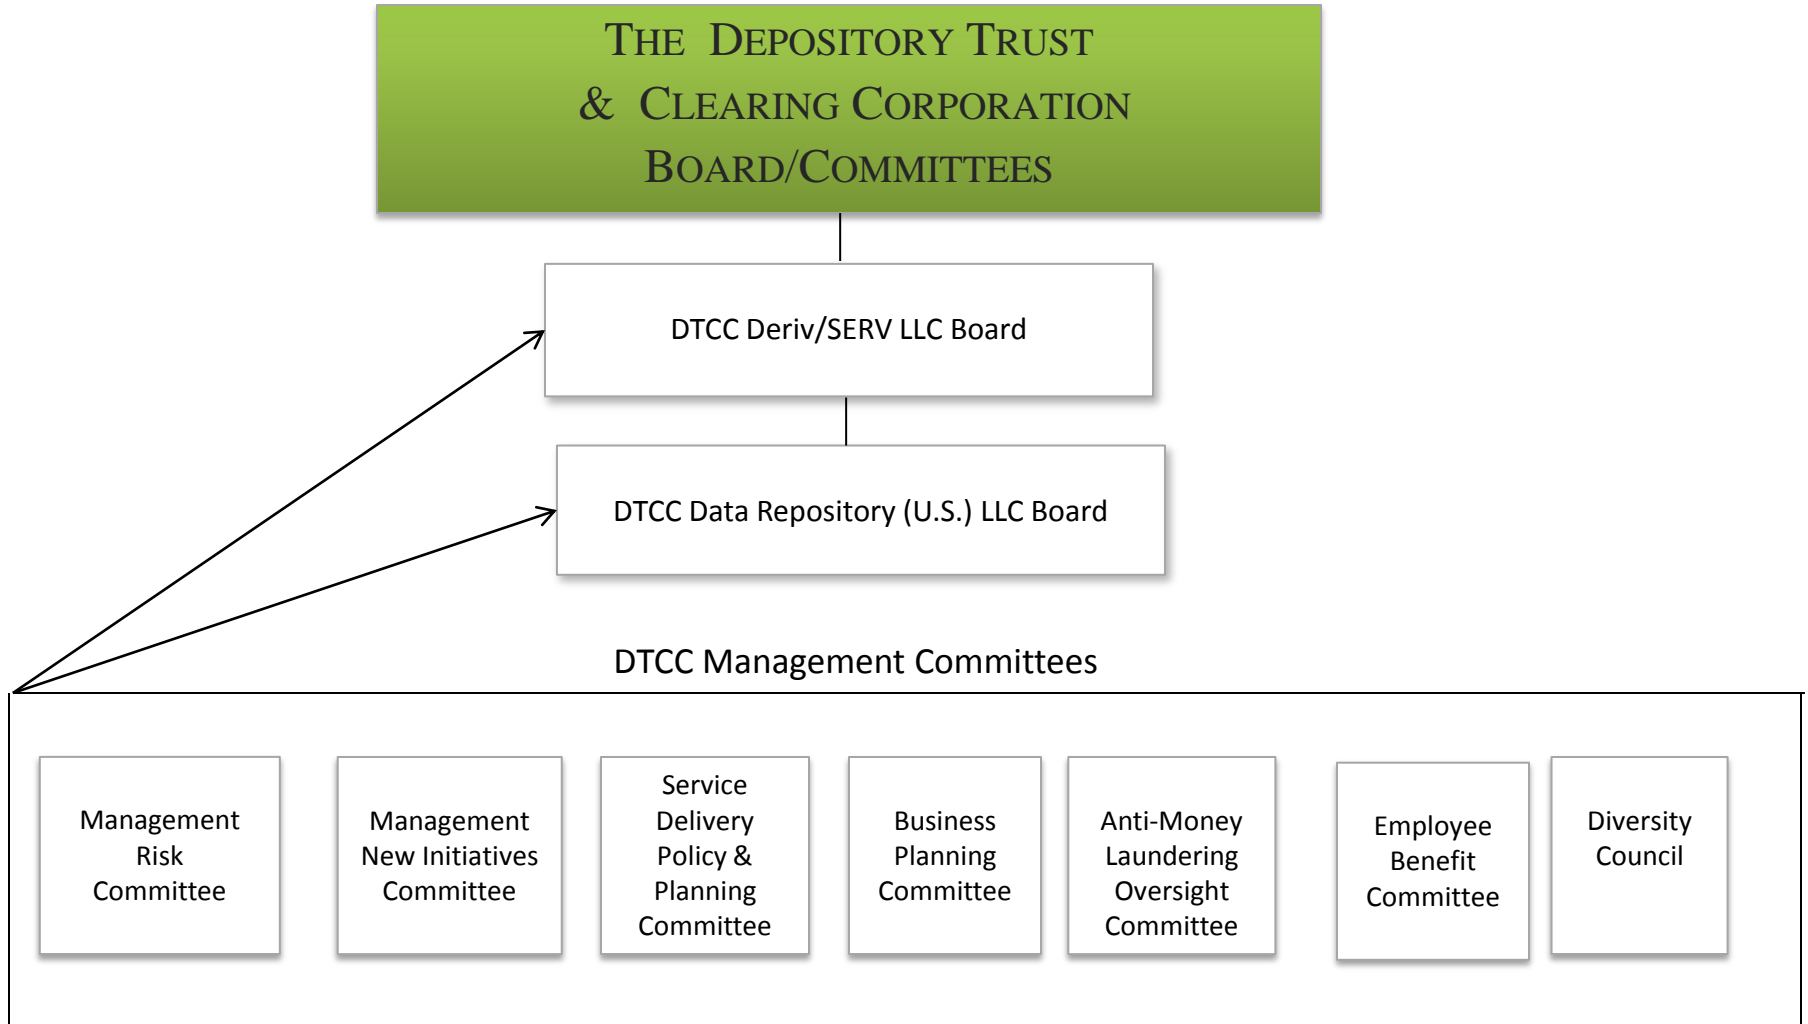 THE DEPOSITORY TRUST
& CLEARING CORPORATION
BOARD/COMMITTEES
DTCC Deriv/SERV LLC Board
DTCC Data Repository (U.S.) LLC Board
DTCC Management Committees
Management
Risk
Committee
Management
New Initiatives
Committee
Service
Delivery
Policy &
Planning
Committee
Business
Planning
Committee
Anti-Money
Laundering
Oversight
Committee
Employee
Benefit
Committee
Diversity
Council